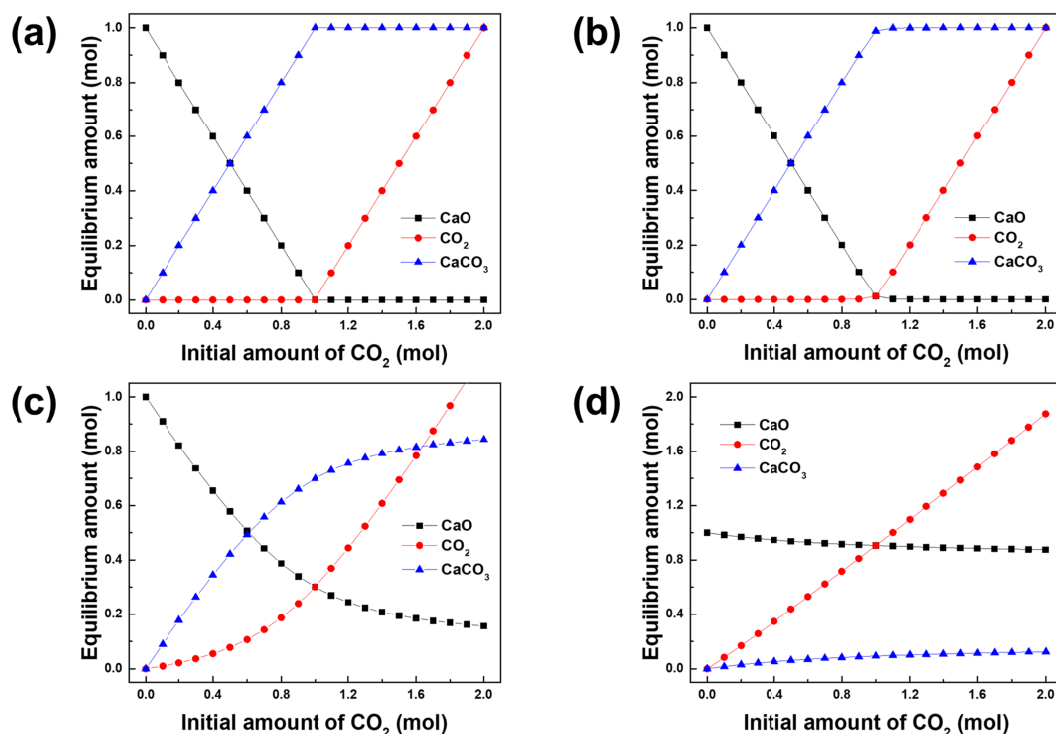 (a)
Equilibrium amount (mol)
1.0
0.8
0.6
0.4
0.2
0.0
CaO
CO₂
CaCO₃
0.0 0.4 0.8 1.2 1.6 2.0
Initial amount of CO₂ (mol)
(b)
Equilibrium amount (mol)
1.0
0.8
0.6
0.4
0.2
0.0
CaO
CO₂
CaCO₃
0.0 0.4 0.8 1.2 1.6 2.0
Initial amount of CO₂ (mol)
(c)
Equilibrium amount (mol)
1.0
0.8
0.6
0.4
0.2
0.0
CaO
CO₂
CaCO₃
0.0 0.4 0.8 1.2 1.6 2.0
Initial amount of CO₂ (mol)
(d)
Equilibrium amount (mol)
2.0
1.6
1.2
0.8
0.4
0.0
CaO
CO₂
CaCO₃
0.0 0.4 0.8 1.2 1.6 2.0
Initial amount of CO₂ (mol)